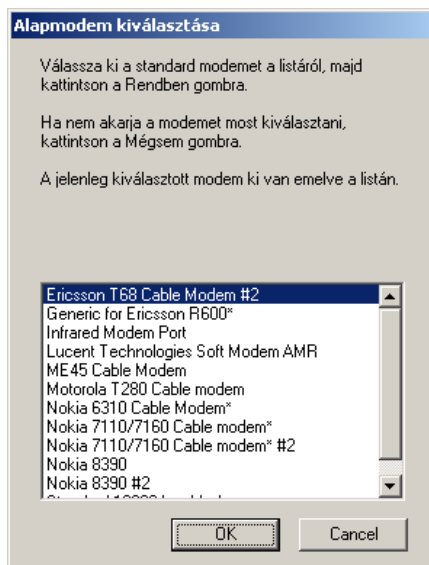 Alapmodem kiválasztása
Válassza ki a standard modemet a listáról, majd
kattintson a Rendben gombra.
Ha nem akarja a modemet most kiválasztani,
kattintson a Mégsem gombra.
A jelenleg kiválasztott modem ki van emelve a listán.
Ericsson T68 Cable Modem #2
Generic for Ericsson R600*
Infrared Modem Port
Lucent Technologies Soft Modem AMR
ME45 Cable Modem
Motorola T280 Cable modem
Nokia 6310 Cable Modem*
Nokia 7110/7160 Cable modem*
Nokia 7110/7160 Cable modem* #2
Nokia 8390
Nokia 8390 #2
OK Cancel